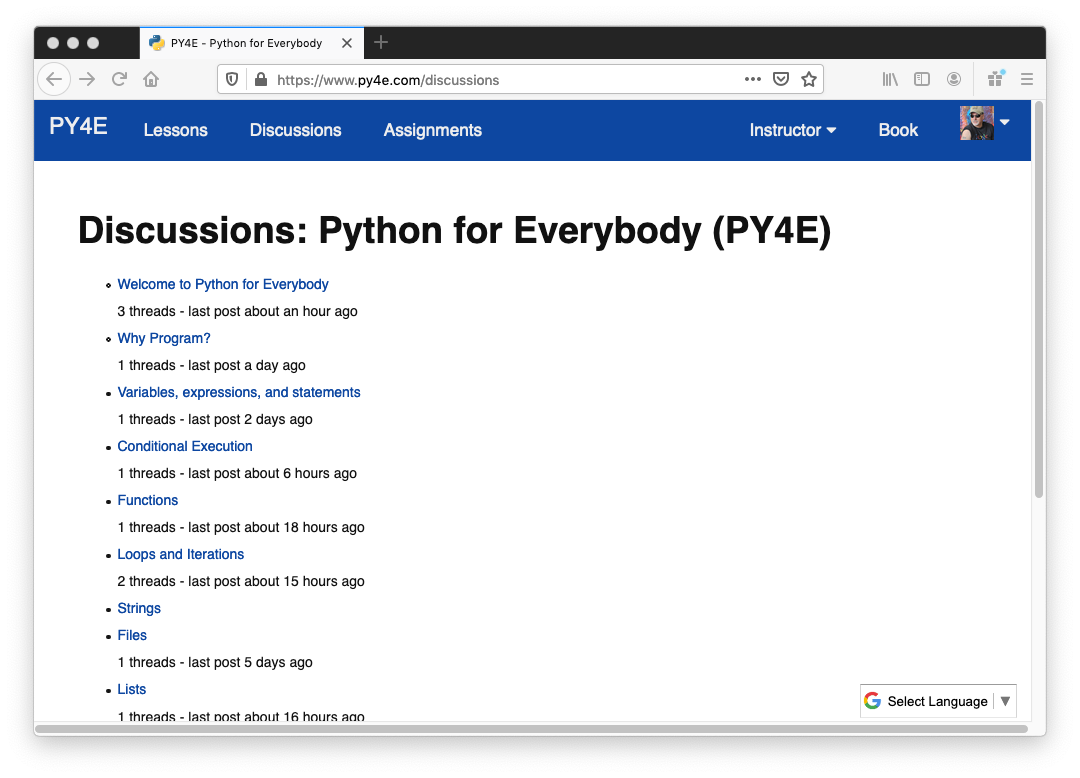 PY4E - Python for Everybody
https://www.py4e.com/discussions
PY4E Lessons Discussions Assignments Instructor Book
Discussions: Python for Everybody (PY4E)
Welcome to Python for Everybody
3 threads - last post about an hour ago
Why Program?
1 threads - last post a day ago
Variables, expressions, and statements
1 threads - last post 2 days ago
Conditional Execution
1 threads - last post about 6 hours ago
Functions
1 threads - last post about 18 hours ago
Loops and Iterations
2 threads - last post about 15 hours ago
Strings
Files
1 threads - last post 5 days ago
Lists
1 threads - last post about 16 hours ago
Select Language